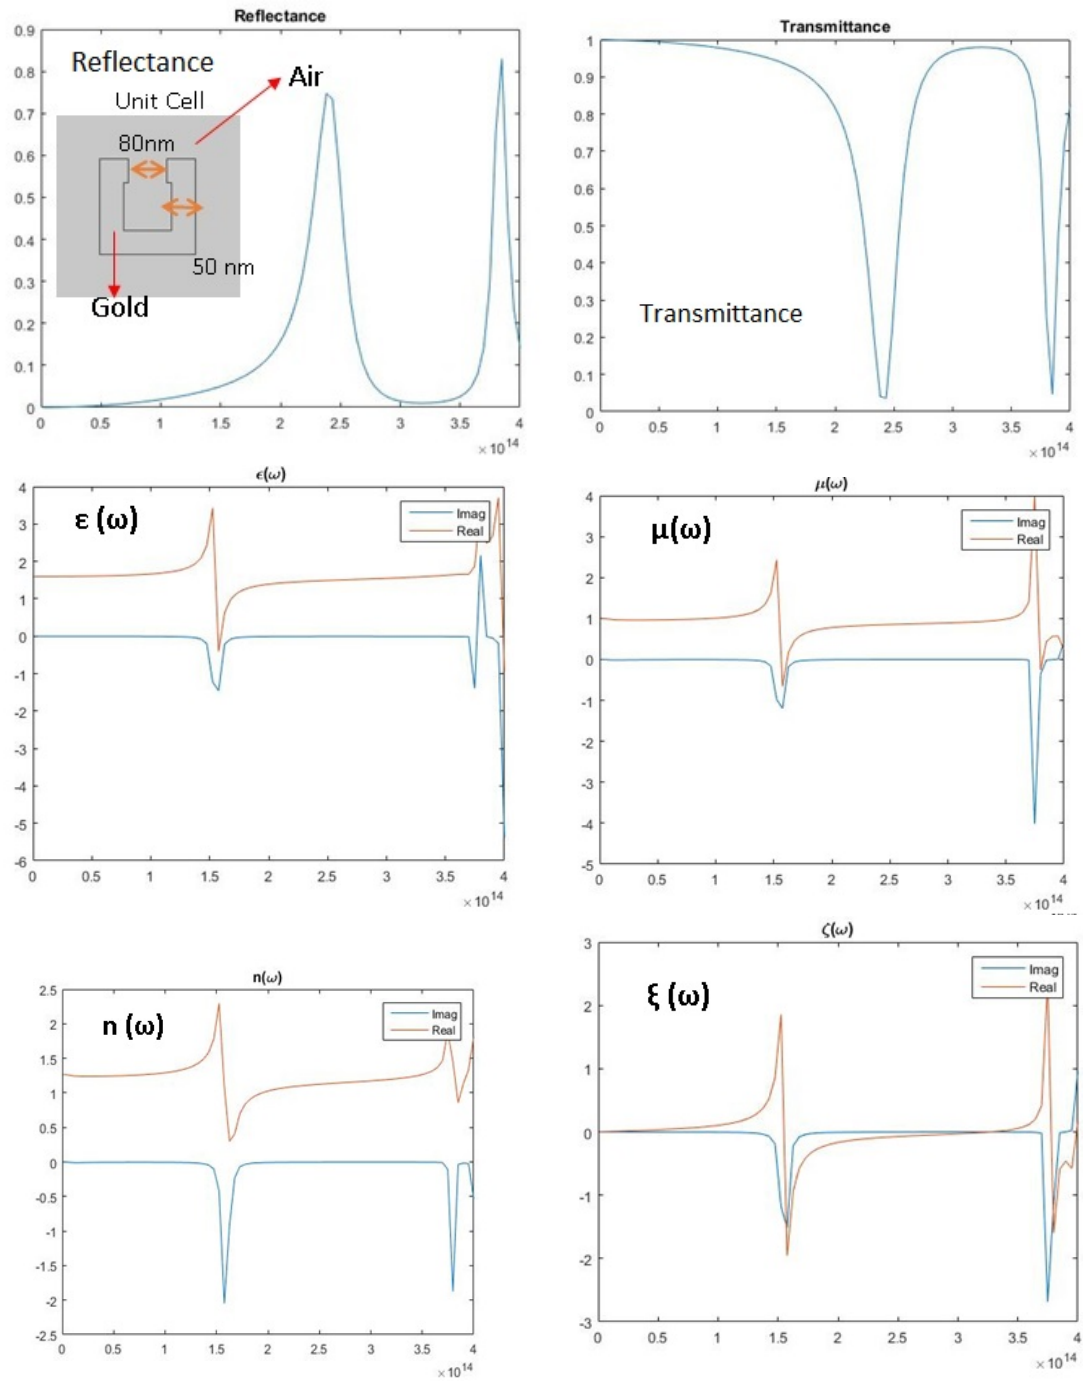 Reflectance
0.9
0.8
0.7
0.6
0.5
0.4
0.3
0.2
0.1
0
Reflectance
Air
Unit Cell
80nm
50 nm
Gold
0 0.5 1 1.5 2 2.5 3 3.5 4
×10^14
Transmittance
1
0.9
0.8
0.7
0.6
0.5
0.4
0.3
0.2
0.1
0
Transmittance
0 0.5 1 1.5 2 2.5 3 3.5 4
×10^14
ϵ(ω)
4
3
2
1
0
-1
-2
-3
-4
-5
-6
ε (ω)
Imag
Real
0 0.5 1 1.5 2 2.5 3 3.5 4
×10^14
μ(ω)
4
3
2
1
0
-1
-2
-3
-4
-5
μ(ω)
Imag
Real
0 0.5 1 1.5 2 2.5 3 3.5 4
×10^14
n(ω)
2.5
2
1.5
1
0.5
0
-0.5
-1
-1.5
-2
-2.5
n (ω)
Imag
Real
0 0.5 1 1.5 2 2.5 3 3.5 4
×10^14
ζ(ω)
3
2
1
0
-1
-2
-3
ξ (ω)
Imag
Real
0 0.5 1 1.5 2 2.5 3 3.5 4
×10^14